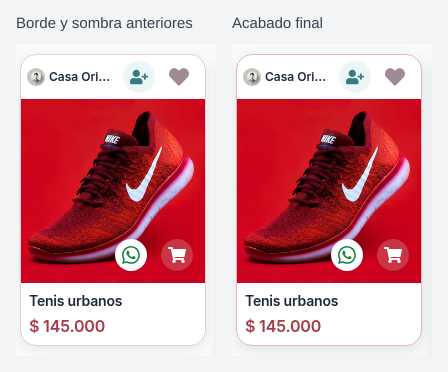 Borde y sombra anteriores
Acabado final
Casa Ori...
NIKE
Tenis urbanos
$ 145.000
Casa Ori...
NIKE
Tenis urbanos
$ 145.000